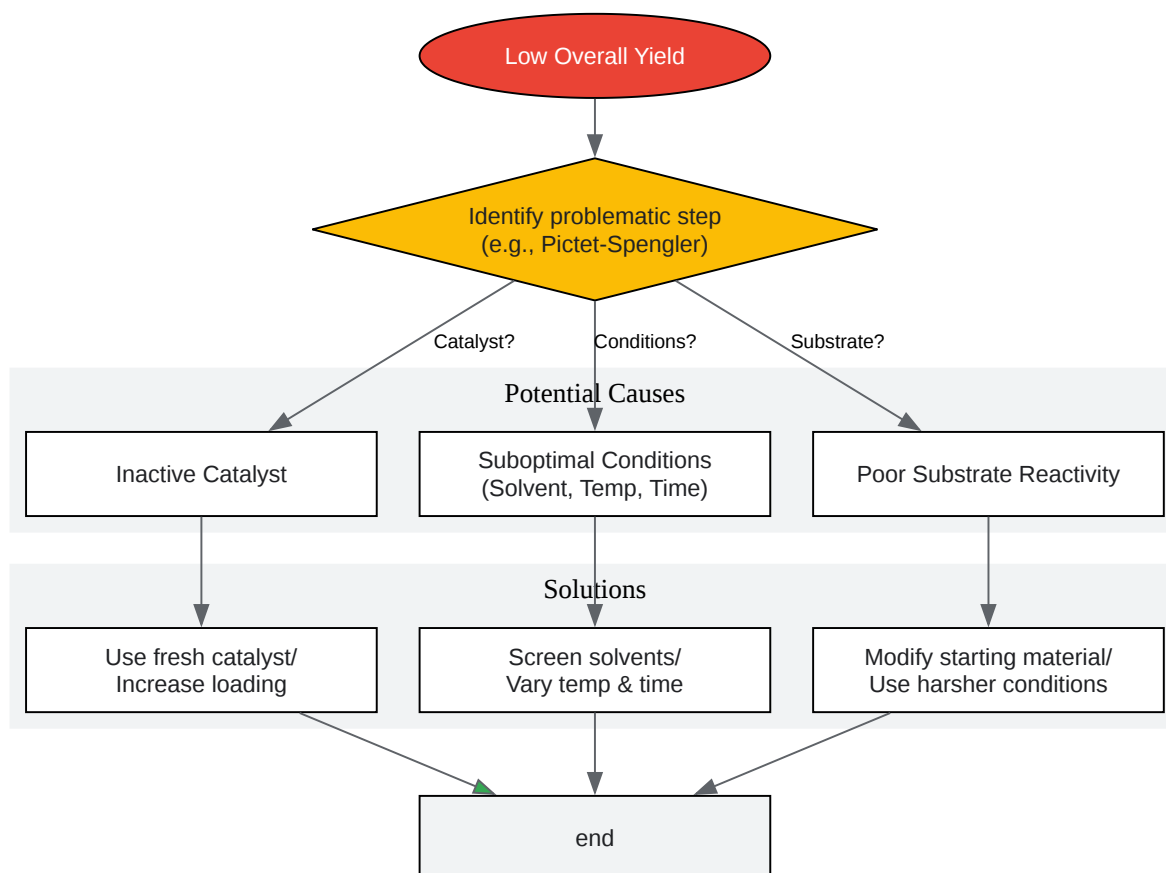 Low Overall Yield
Identify problematic step
(e.g., Pictet-Spengler)
Catalyst?
Conditions?
Substrate?
Potential Causes
Inactive Catalyst
Suboptimal Conditions
(Solvent, Temp, Time)
Poor Substrate Reactivity
Solutions
Use fresh catalyst/
Increase loading
Screen solvents/
Vary temp & time
Modify starting material/
Use harsher conditions
end